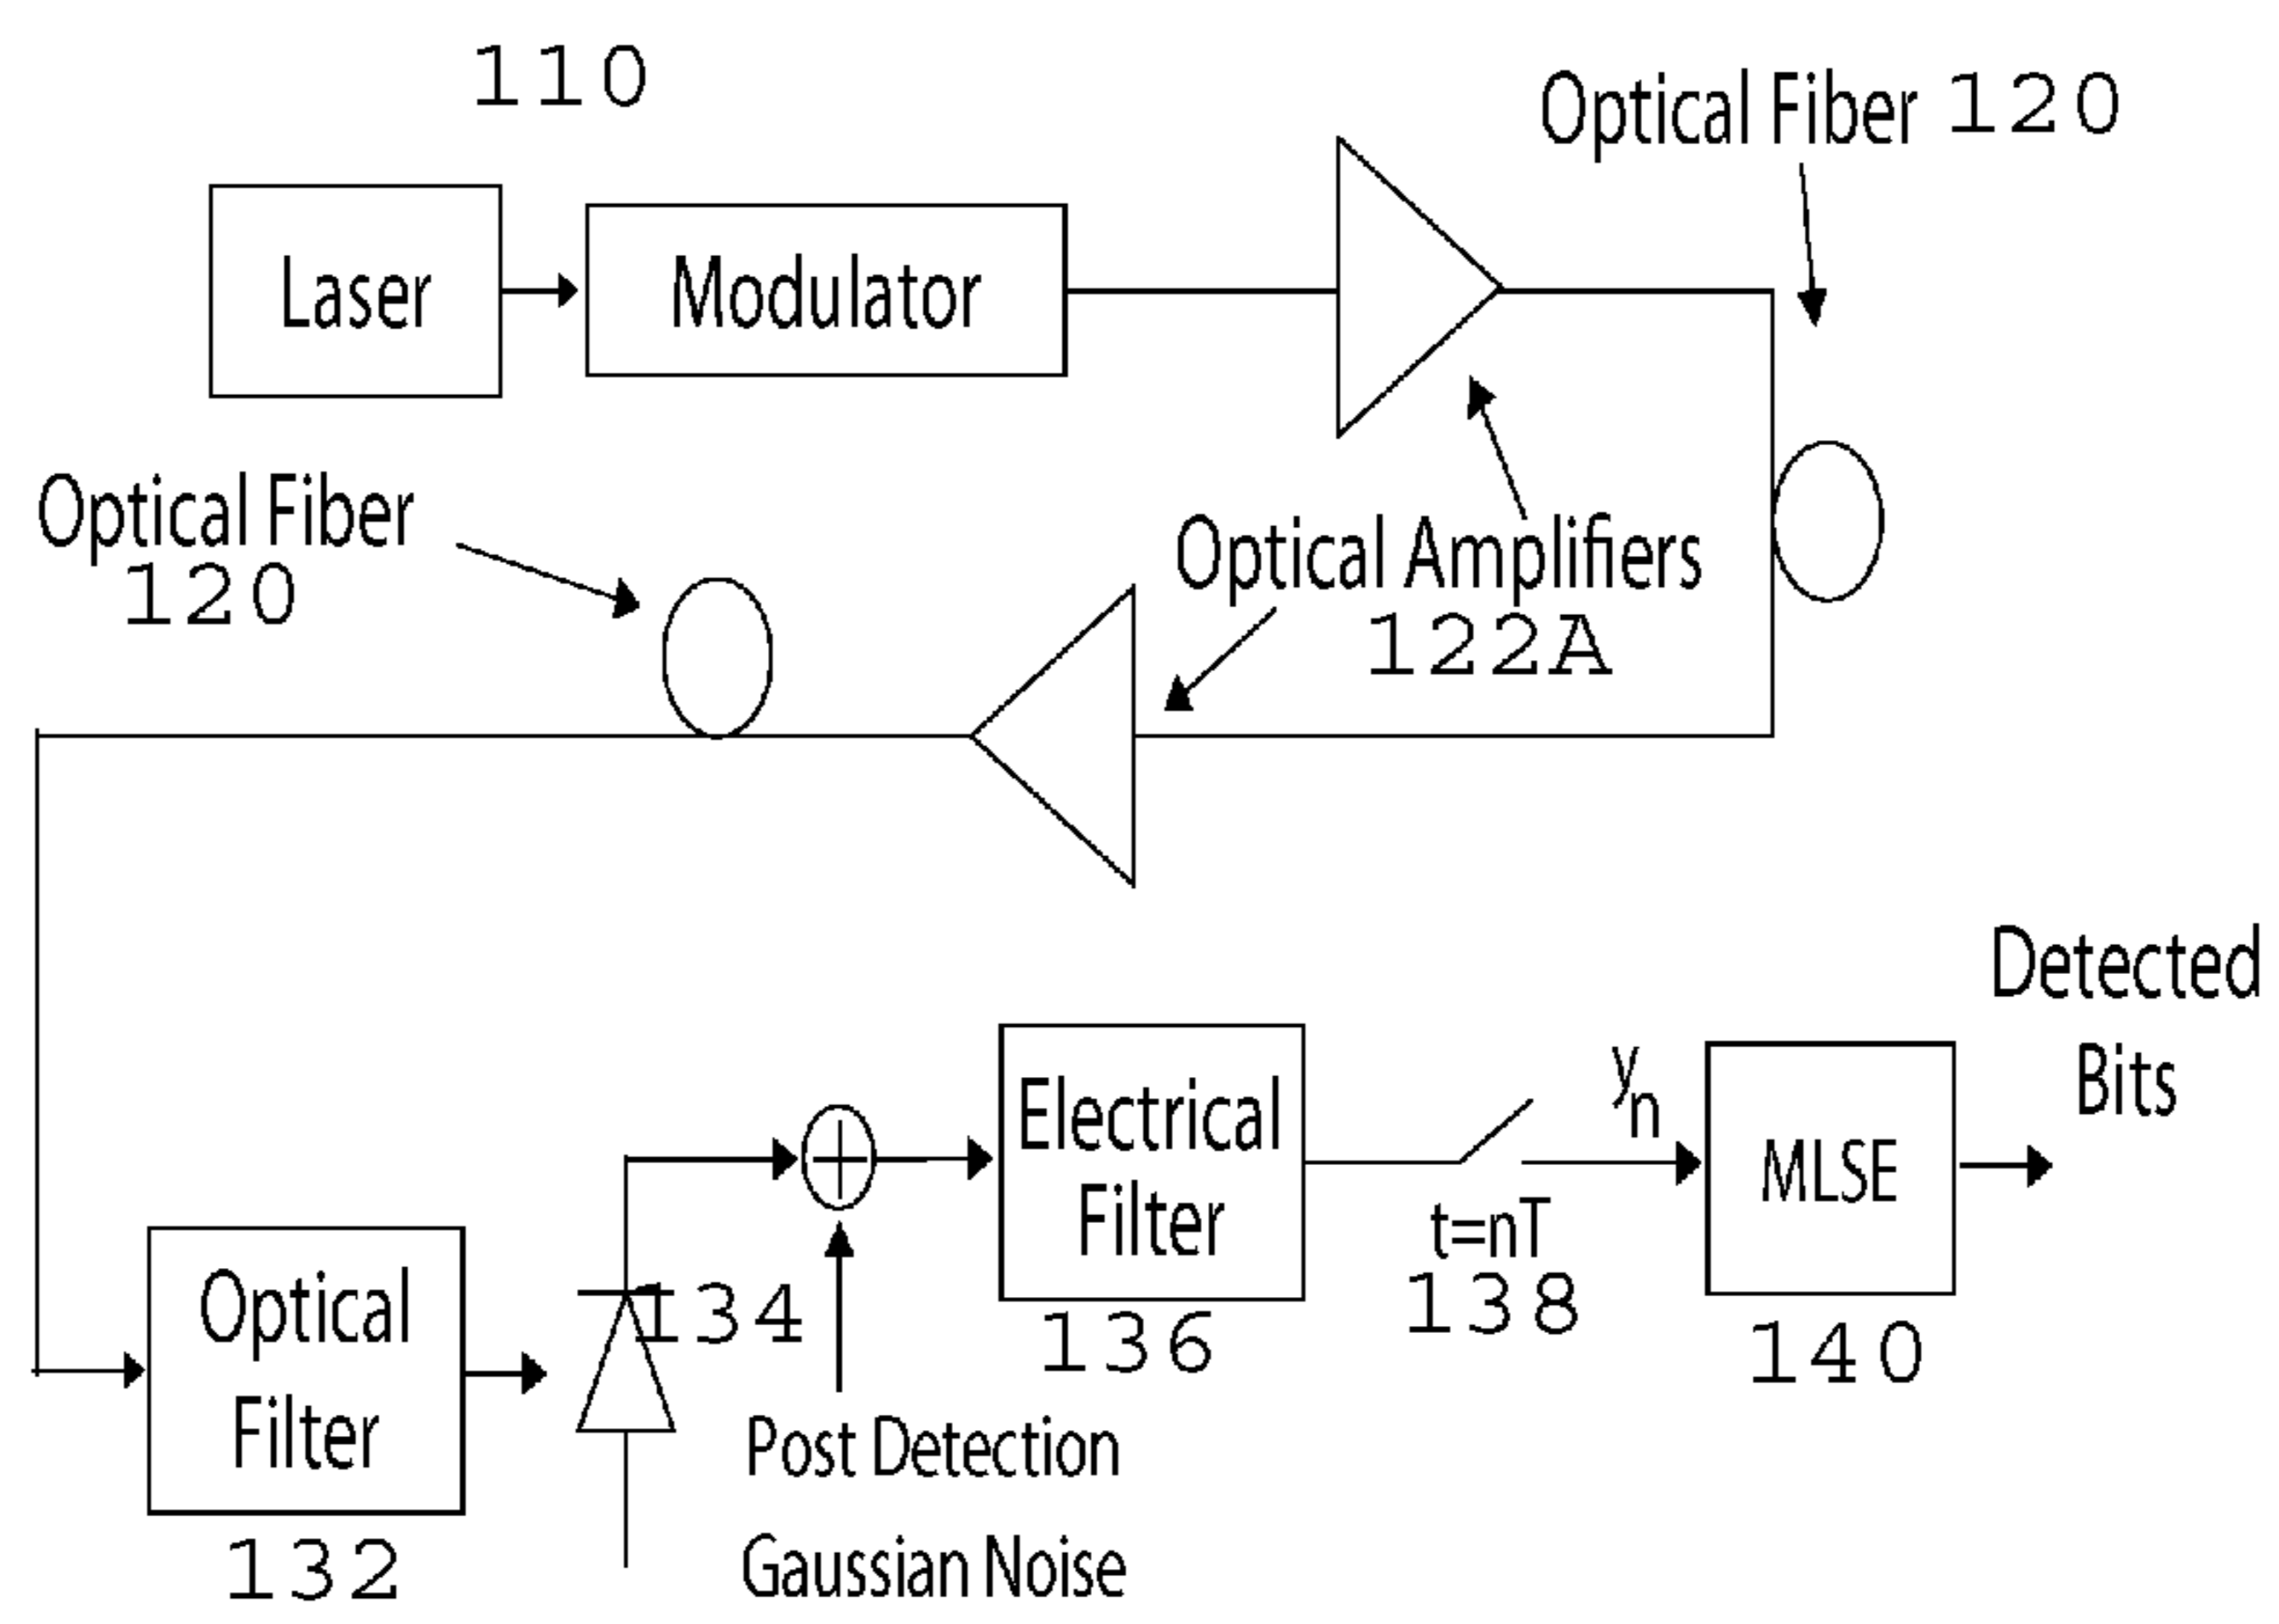 110
Optical Fiber 120
Laser
Modulator
Optical Fiber
120
Optical Amplifiers
122A
Detected
Bits
Electrical
Filter
136
yn
t=nT
138
MLSE
140
Optical
Filter
132
134
Post Detection
Gaussian Noise